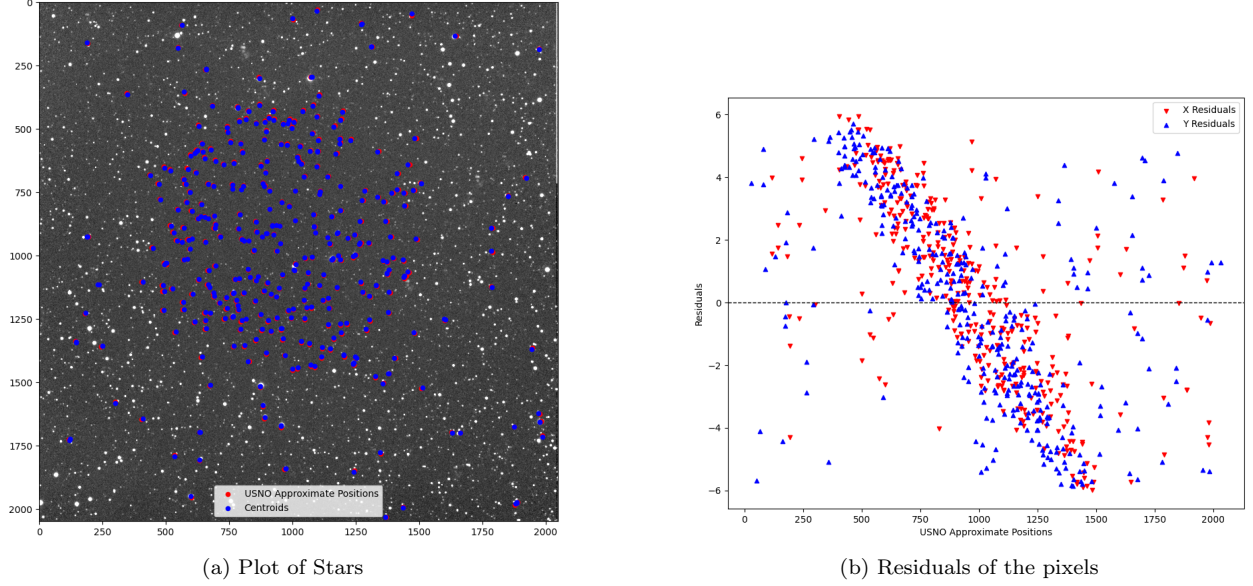 0
250
500
750
1000
1250
1500
1750
2000
0 250 500 750 1000 1250 1500 1750 2000
USNO Approximate Positions
Centroids
(a) Plot of Stars
6
4
2
0
−2
−4
−6
Residuals
X Residuals
Y Residuals
0 250 500 750 1000 1250 1500 1750 2000
USNO Approximate Positions
(b) Residuals of the pixels